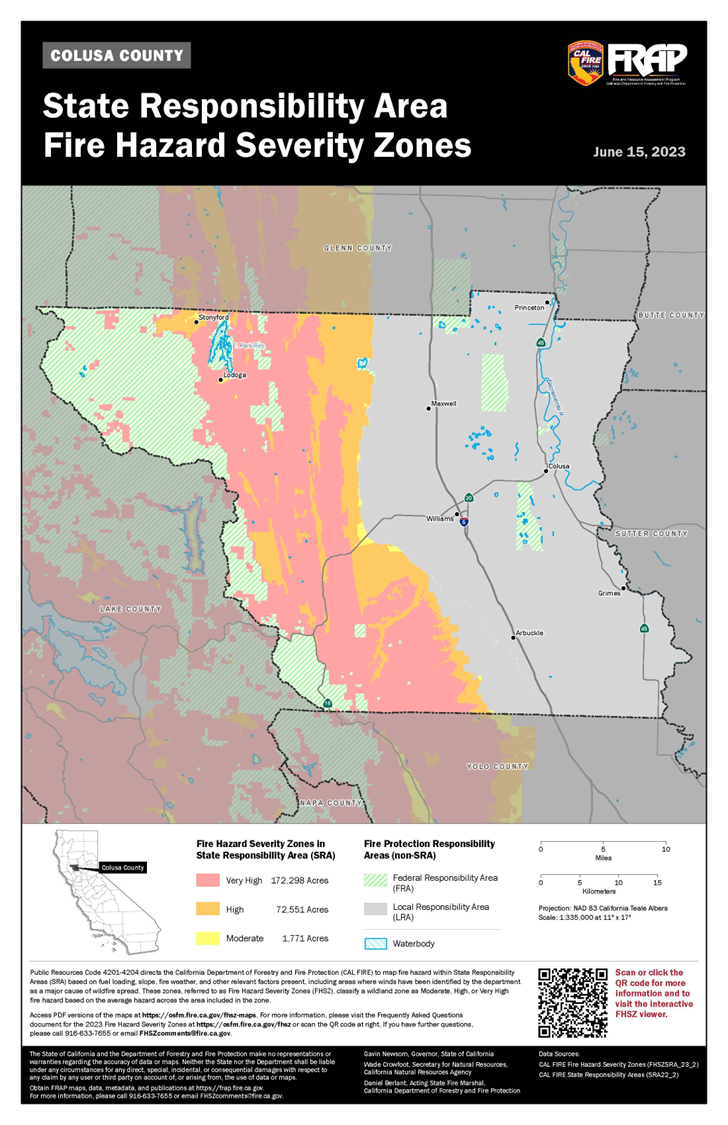 COLUSA COUNTY
State Responsibility Area
Fire Hazard Severity Zones
CAL FIRE
SINCE 1885
FRAP
Fire and Resource Assessment Program
California Department of Forestry and Fire Protection
June 15, 2023
GLENN COUNTY
Princeton
BUTTE COUNTY
Stonyford
E. Park Res.
45
Lodoga
Sacramento R.
Maxwell
Colusa
20
Williams
5
SUTTER COUNTY
Grimes
LAKE COUNTY
45
Arbuckle
16
YOLO COUNTY
NAPA COUNTY
Colusa County
Fire Hazard Severity Zones in
State Responsibility Area (SRA)
Very High 172,298 Acres
High 72,551 Acres
Moderate 1,771 Acres
Fire Protection Responsibility
Areas (non-SRA)
Federal Responsibility Area
(FRA)
Local Responsibility Area
(LRA)
Waterbody
0 5 10
Miles
0 5 10 15
Kilometers
Projection: NAD 83 California Teale Albers
Scale: 1:335,000 at 11" x 17"
Public Resources Code 4201-4204 directs the California Department of Forestry and Fire Protection (CAL FIRE) to map fire hazard within State Responsibility
Areas (SRA) based on fuel loading, slope, fire weather, and other relevant factors present, including areas where winds have been identified by the department
as a major cause of wildfire spread. These zones, referred to as Fire Hazard Severity Zones (FHSZ), classify a wildland zone as Moderate, High, or Very High
fire hazard based on the average hazard across the area included in the zone.
Access PDF versions of the maps at https://osfm.fire.ca.gov/fhsz-maps. For more information, please visit the Frequently Asked Questions
document for the 2023 Fire Hazard Severity Zones at https://osfm.fire.ca.gov/fhsz or scan the QR code at right. If you have further questions,
please call 916-633-7655 or email FHSZcomments@fire.ca.gov.
Scan or click the
QR code for more
information and to
visit the interactive
FHSZ viewer.
The State of California and the Department of Forestry and Fire Protection make no representations or
warranties regarding the accuracy of data or maps. Neither the State nor the Department shall be liable
under any circumstances for any direct, special, incidental, or consequential damages with respect to
any claim by any user or third party on account of, or arising from, the use of data or maps.
Obtain FRAP maps, data, metadata, and publications at https://frap.fire.ca.gov.
For more information, please call 916-633-7655 or email FHSZcomments@fire.ca.gov.
Gavin Newsom, Governor, State of California
Wade Crowfoot, Secretary for Natural Resources,
California Natural Resources Agency
Daniel Berlant, Acting State Fire Marshal,
California Department of Forestry and Fire Protection
Data Sources:
CAL FIRE Fire Hazard Severity Zones (FHSZSRA_23_2)
CAL FIRE State Responsibility Areas (SRA22_2)